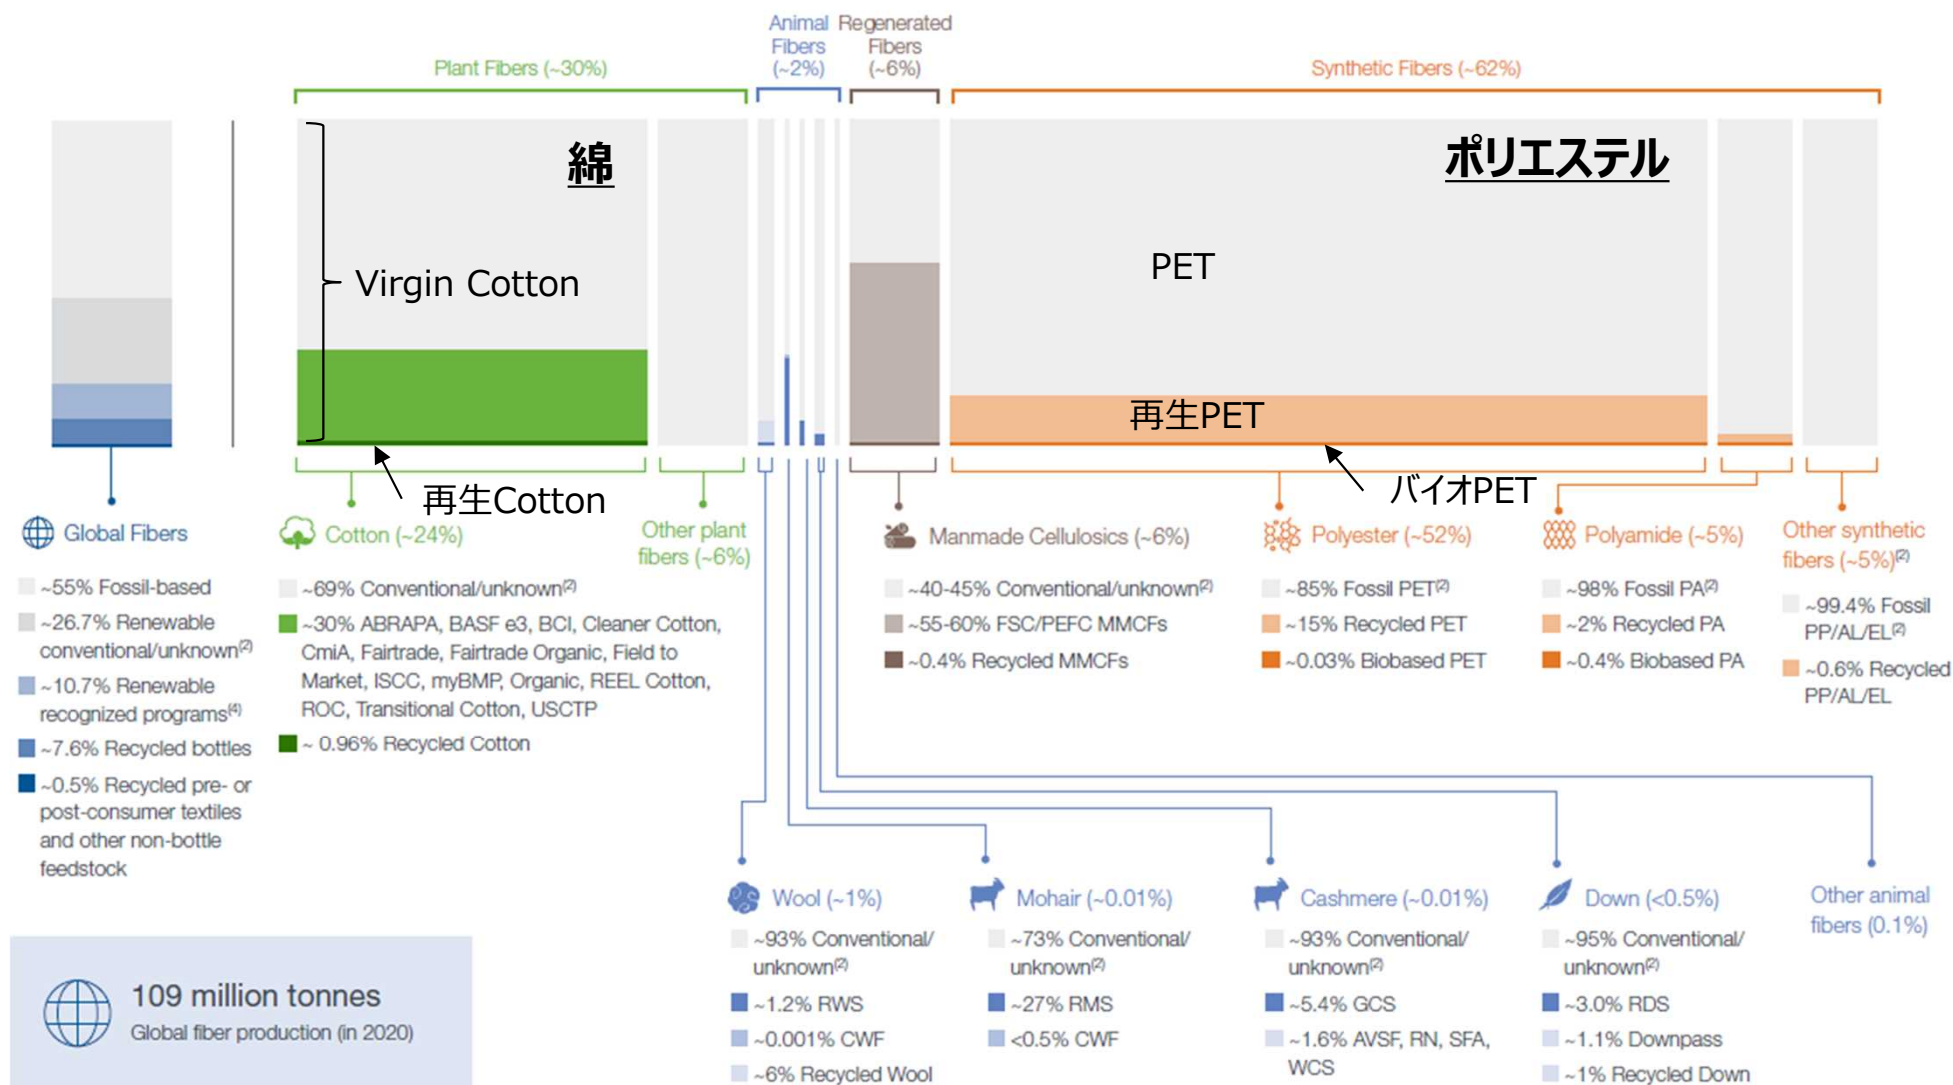 Plant Fibers (~30%)
Animal
Fibers
(~2%)
Regenerated
Fibers
(~6%)
Synthetic Fibers (~62%)
綿
ポリエステル
Virgin Cotton
PET
再生PET
再生Cotton
バイオPET
Global Fibers
~55% Fossil-based
~26.7% Renewable
conventional/unknown(2)
~10.7% Renewable
recognized programs(4)
~7.6% Recycled bottles
~0.5% Recycled pre- or
post-consumer textiles
and other non-bottle
feedstock
Cotton (~24%)
~69% Conventional/unknown(2)
~30% ABRAPA, BASF e3, BCI, Cleaner Cotton,
CmiA, Fairtrade, Fairtrade Organic, Field to
Market, ISCC, myBMP, Organic, REEL Cotton,
ROC, Transitional Cotton, USCTP
~ 0.96% Recycled Cotton
Other plant
fibers (~6%)
Manmade Cellulosics (~6%)
~40-45% Conventional/unknown(2)
~55-60% FSC/PEFC MMCFs
~0.4% Recycled MMCFs
Polyester (~52%)
~85% Fossil PET(2)
~15% Recycled PET
~0.03% Biobased PET
Polyamide (~5%)
~98% Fossil PA(2)
~2% Recycled PA
~0.4% Biobased PA
Other synthetic
fibers (~5%)(2)
~99.4% Fossil
PP/AL/EL(2)
~0.6% Recycled
PP/AL/EL
Wool (~1%)
~93% Conventional/
unknown(2)
~1.2% RWS
~0.001% CWF
~6% Recycled Wool
Mohair (~0.01%)
~73% Conventional/
unknown(2)
~27% RMS
<0.5% CWF
Cashmere (~0.01%)
~93% Conventional/
unknown(2)
~5.4% GCS
~1.6% AVSF, RN, SFA,
WCS
Down (<0.5%)
~95% Conventional/
unknown(2)
~3.0% RDS
~1.1% Downpass
~1% Recycled Down
Other animal
fibers (0.1%)
109 million tonnes
Global fiber production (in 2020)